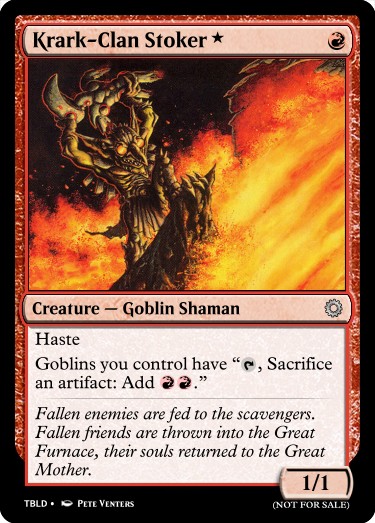 Krark-Clan Stoker ★
Creature — Goblin Shaman
Haste
Goblins you control have “, Sacrifice
an artifact: Add .”
Fallen enemies are fed to the scavengers.
Fallen friends are thrown into the Great
Furnace, their souls returned to the Great
Mother.
1/1
TBLD • Pete Venters
(NOT FOR SALE)